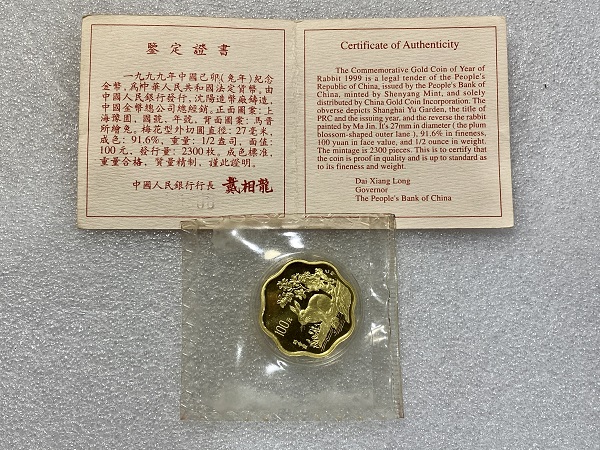 鉴定證書
一九九九年中國己卯(兔年)紀念
金幣,爲中華人民共和國法定貨幣,由
中國人民銀行發行,沈陽造幣廠鑄造,
中國金幣總公司總經銷。正面圖案:上
海豫園,國號、年號,背面圖案:馬晉
所繪兔。梅花型外切圓直徑:27毫米,
成色:91.6%,重量:1/2盎司,面值:
100元,發行量:2300枚,成色標准,
重量合格,質量精制,謹此證明。
中國人民銀行行長 戴相龍
Certificate of Authenticity
The Commemorative Gold Coin of Year of
Rabbit 1999 is a legal tender of the People's
Republic of China, issued by the People's Bank of
China, minted by Shenyang Mint, and solely
distributed by China Gold Coin Incorporation. The
obverse depicts Shanghai Yu Garden, the title of
PRC and the issuing year, and the reverse the rabbit
painted by Ma Jin. It's 27mm in diameter ( the plum
blossom-shaped outer lane ), 91.6% in fineness,
100 yuan in face value, and 1/2 ounce in weight.
The mintage is 2300 pieces. This is to certify that
the coin is proof in quality and is up to standard as
to its fineness and weight.
Dai Xiang Long
Governor
The People's Bank of China
100元